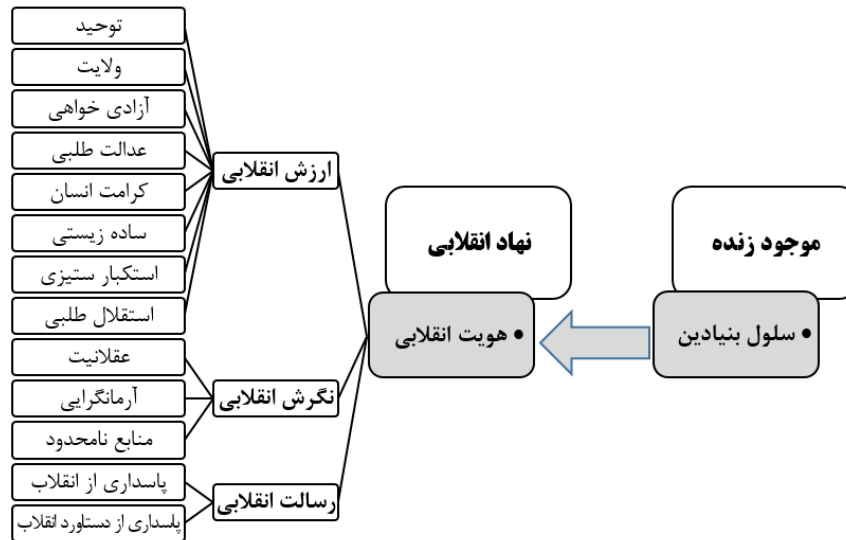 موجود زنده
• سلول بنیادین
نهاد انقلابی
• هویت انقلابی
ارزش انقلابی
توحید
ولایت
آزادی خواهی
عدالت طلبی
کرامت انسان
ساده زیستی
استکبار ستیزی
استقلال طلبی
نگرش انقلابی
عقلانیت
آرمانگرایی
منابع نامحدود
رسالت انقلابی
پاسداری از انقلاب
پاسداری از دستاورد انقلاب